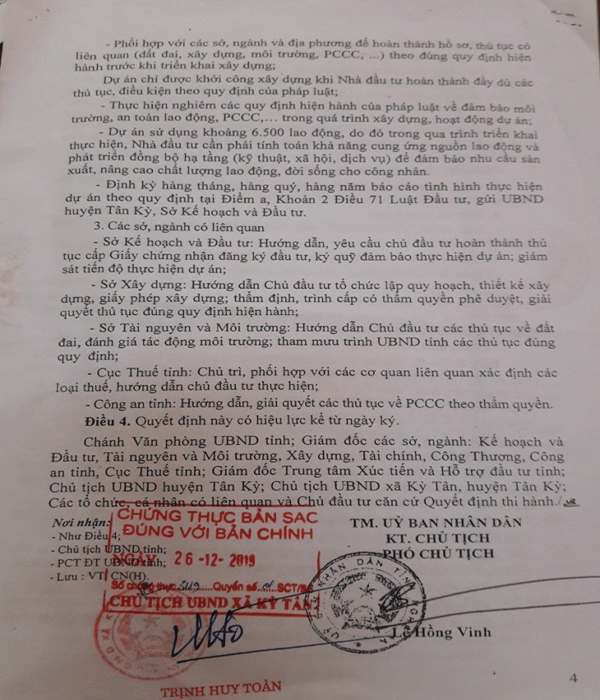 - Phối hợp với các sở, ngành và địa phương để hoàn thành hồ sơ, thủ tục có
liên quan (đất đai, xây dựng, môi trường, PCCC, ...) theo đúng quy định hiện
hành trước khi triển khai xây dựng;
Dự án chỉ được khởi công xây dựng khi Nhà đầu tư hoàn thành đầy đủ các
thủ tục, điều kiện theo quy định của pháp luật;
- Thực hiện nghiêm các quy định hiện hành của pháp luật về đảm bảo môi
trường, an toàn lao động, PCCC,… trong quá trình xây dựng, hoạt động dự án;
- Dự án sử dụng khoảng 6.500 lao động, do đó trong qua trình triển khai
thực hiện, Nhà đầu tư cần phải tính toán khả năng cung ứng nguồn lao động và
phát triển đồng bộ hạ tầng (kỹ thuật, xã hội, dịch vụ) để đảm bảo nhu cầu sản
xuất, nâng cao chất lượng lao động, đời sống cho công nhân.
- Định kỳ hàng tháng, hàng quý, hàng năm báo cáo tình hình thực hiện
dự án theo quy định tại Điểm a, Khoản 2 Điều 71 Luật Đầu tư, gửi UBND
huyện Tân Kỳ, Sở Kế hoạch và Đầu tư.
3. Các sở, ngành có liên quan
- Sở Kế hoạch và Đầu tư: Hướng dẫn, yêu cầu chủ đầu tư hoàn thành thủ
tục cấp Giấy chứng nhận đăng ký đầu tư, ký quỹ đảm bảo thực hiện dự án; giám
sát tiến độ thực hiện dự án;
- Sở Xây dựng: Hướng dẫn Chủ đầu tư tổ chức lập quy hoạch, thiết kế xây
dựng, giấy phép xây dựng; thẩm định, trình cấp có thẩm quyền phê duyệt, giải
quyết thủ tục đúng quy định hiện hành;
- Sở Tài nguyên và Môi trường: Hướng dẫn Chủ đầu tư các thủ tục về đất
đai, đánh giá tác động môi trường; tham mưu trình UBND tỉnh các thủ tục đúng
quy định;
- Cục Thuế tỉnh: Chủ trì, phối hợp với các cơ quan liên quan xác định các
loại thuế, hướng dẫn chủ đầu tư thực hiện;
- Công an tỉnh: Hướng dẫn, giải quyết các thủ tục về PCCC theo thẩm quyền.
Điều 4. Quyết định này có hiệu lực kể từ ngày ký.
Chánh Văn phòng UBND tỉnh; Giám đốc các sở, ngành: Kế hoạch và
Đầu tư, Tài nguyên và Môi trường, Xây dựng, Tài chính, Công Thương, Công
an tỉnh, Cục Thuế tỉnh; Giám đốc Trung tâm Xúc tiến và Hỗ trợ đầu tư tỉnh;
Chủ tịch UBND huyện Tân Kỳ; Chủ tịch UBND xã Kỳ Tân, huyện Tân Kỳ;
Các tổ chức, cá nhân có liên quan và Chủ đầu tư căn cứ Quyết định thi hành./.
Nơi nhận:
- Như Điều 4;
- Chủ tịch UBND tỉnh;
- PCT ĐT UBND tỉnh;
- Lưu : VT, CN(H).
CHỨNG THỰC BẢN SAO
ĐÚNG VỚI BẢN CHÍNH
NGÀY 26-12-2019
Số chứng thực Quyển số SCT/
CHỦ TỊCH UBND XÃ KỲ TÂN
TRỊNH HUY TOÀN
TM. UỶ BAN NHÂN DÂN
KT. CHỦ TỊCH
PHÓ CHỦ TỊCH
Lê Hồng Vinh
4